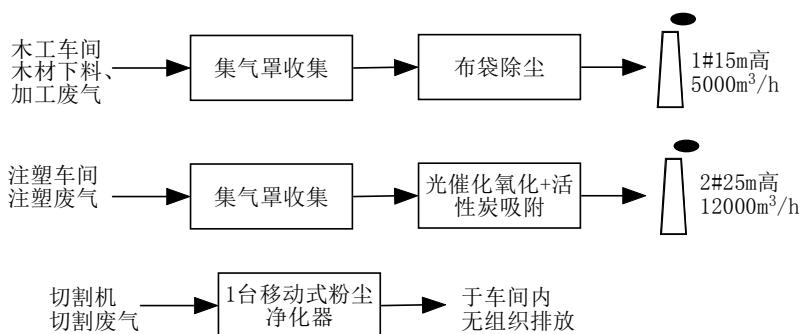 木工车间
木材下料、
加工废气
集气罩收集
布袋除尘
1#15m高
5000m³/h
注塑车间
注塑废气
集气罩收集
光催化氧化+活
性炭吸附
2#25m高
12000m³/h
切割机
切割废气
1台移动式粉尘
净化器
于车间内
无组织排放